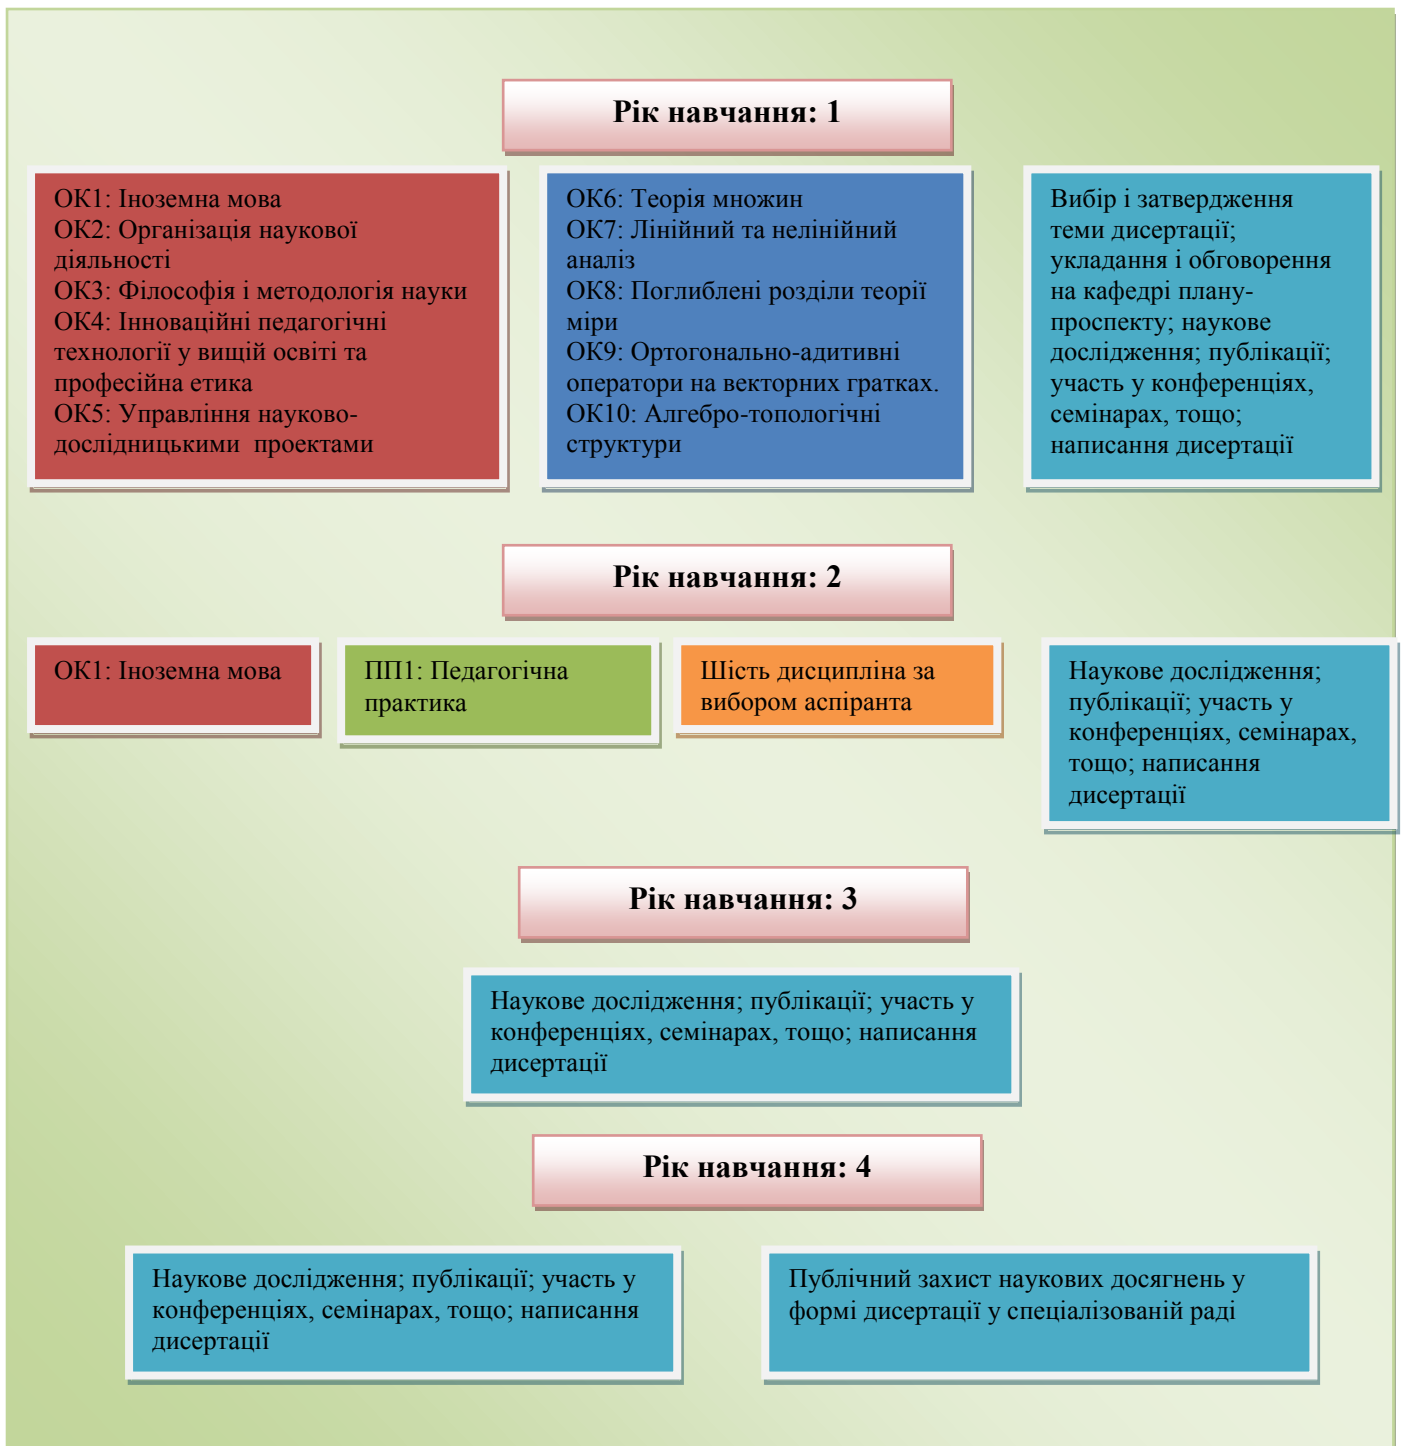 Рік навчання: 1
ОК1: Іноземна мова
ОК2: Організація наукової
діяльності
ОК3: Філософія і методологія науки
ОК4: Інноваційні педагогічні
технології у вищій освіті та
професійна етика
ОК5: Управління науково-
дослідницькими проектами
ОК6: Теорія множин
ОК7: Лінійний та нелінійний
аналіз
ОК8: Поглиблені розділи теорії
міри
ОК9: Ортогонально-адитивні
оператори на векторних гратках.
ОК10: Алгебро-топологічні
структури
Вибір і затвердження
теми дисертації;
укладання і обговорення
на кафедрі плану-
проспекту; наукове
дослідження; публікації;
участь у конференціях,
семінарах, тощо;
написання дисертації
Рік навчання: 2
ОК1: Іноземна мова
ПП1: Педагогічна
практика
Шість дисципліна за
вибором аспіранта
Наукове дослідження;
публікації; участь у
конференціях, семінарах,
тощо; написання
дисертації
Рік навчання: 3
Наукове дослідження; публікації; участь у
конференціях, семінарах, тощо; написання
дисертації
Рік навчання: 4
Наукове дослідження; публікації; участь у
конференціях, семінарах, тощо; написання
дисертації
Публічний захист наукових досягнень у
формі дисертації у спеціалізованій раді